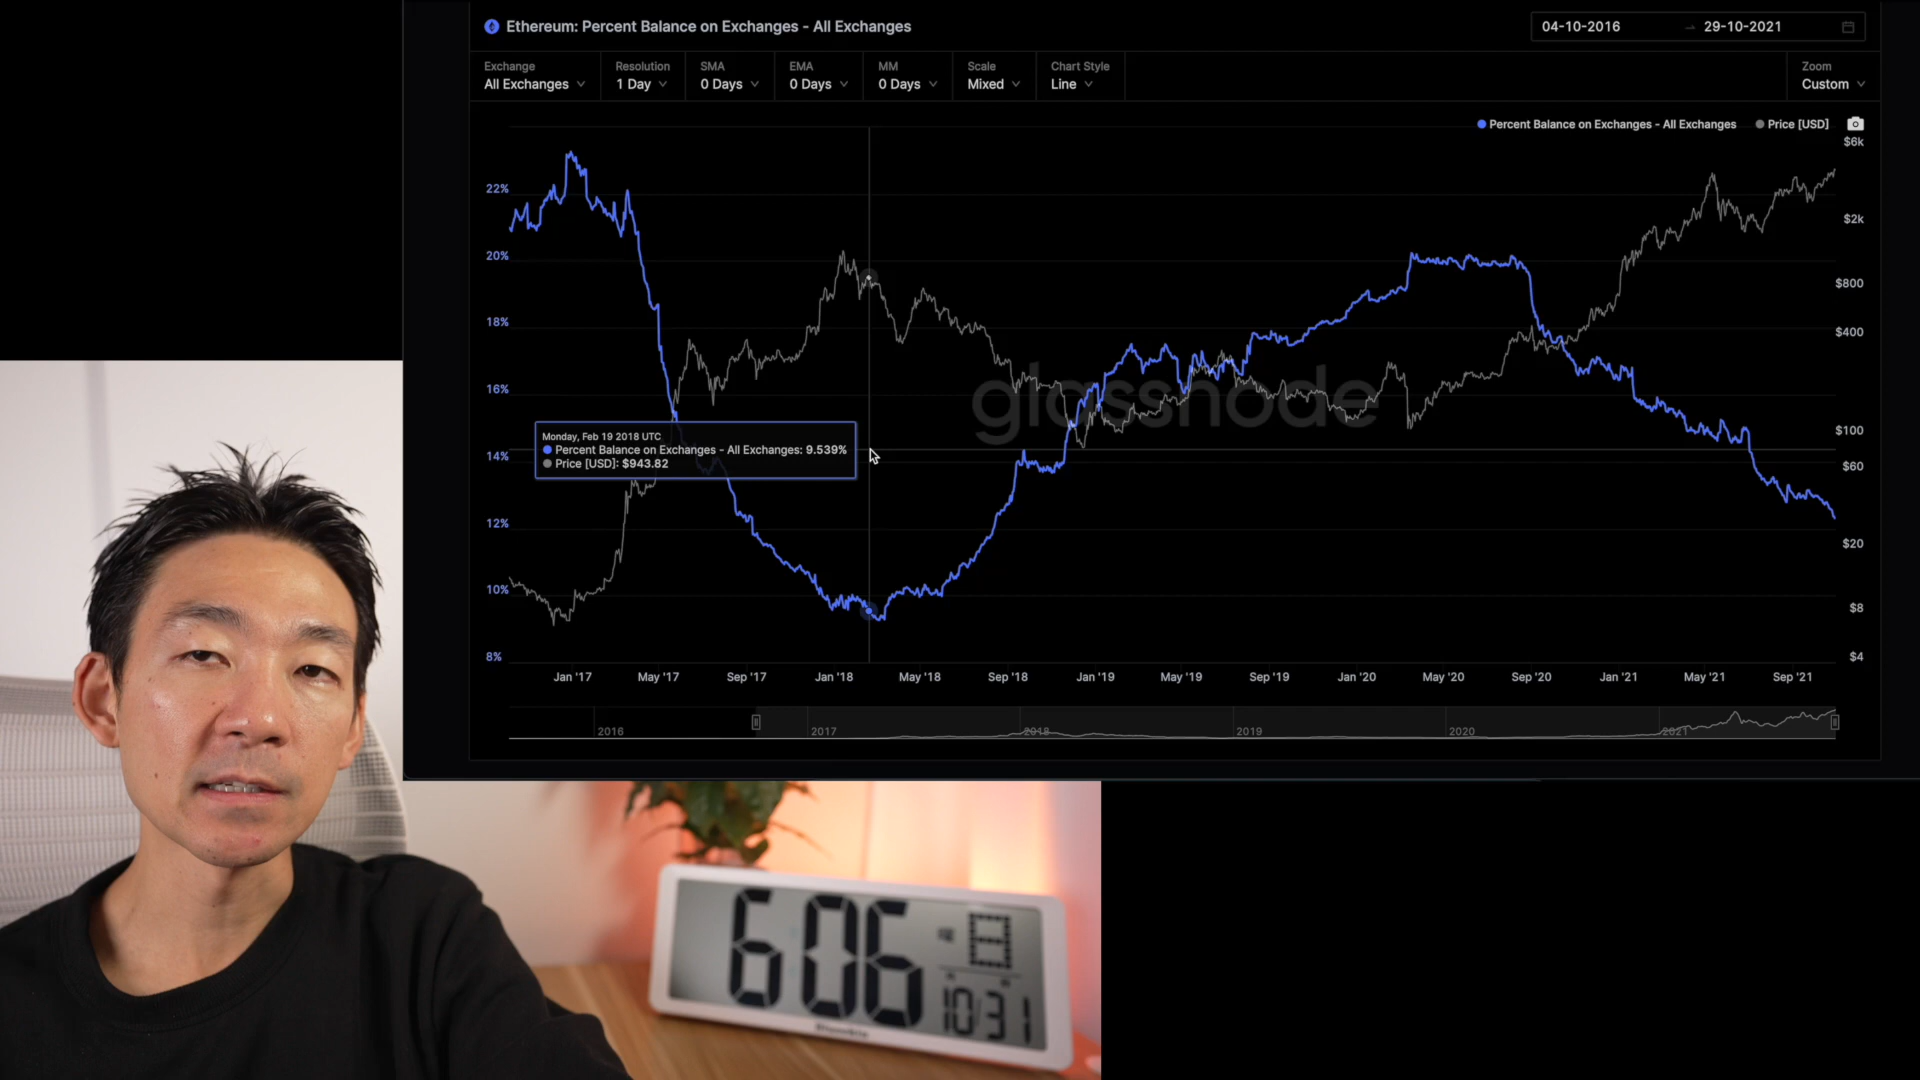 Ethereum: Percent Balance on Exchanges - All Exchanges
04-10-2016 → 29-10-2021
Exchange
All Exchanges
Resolution
1 Day
SMA
0 Days
EMA
0 Days
MM
0 Days
Scale
Mixed
Chart Style
Line
Zoom
Custom
Percent Balance on Exchanges - All Exchanges
Price [USD]
22%
20%
18%
16%
14%
12%
10%
8%
$6k
$2k
$800
$400
$100
$60
$20
$8
$4
glassnode
Monday, Feb 19 2018 UTC
Percent Balance on Exchanges - All Exchanges: 9.539%
Price [USD]: $943.82
Jan '17
May '17
Sep '17
Jan '18
May '18
Sep '18
Jan '19
May '19
Sep '19
Jan '20
May '20
Sep '20
Jan '21
May '21
Sep '21
2016
2017
2018
2019
2020
2021
606
日
10/31